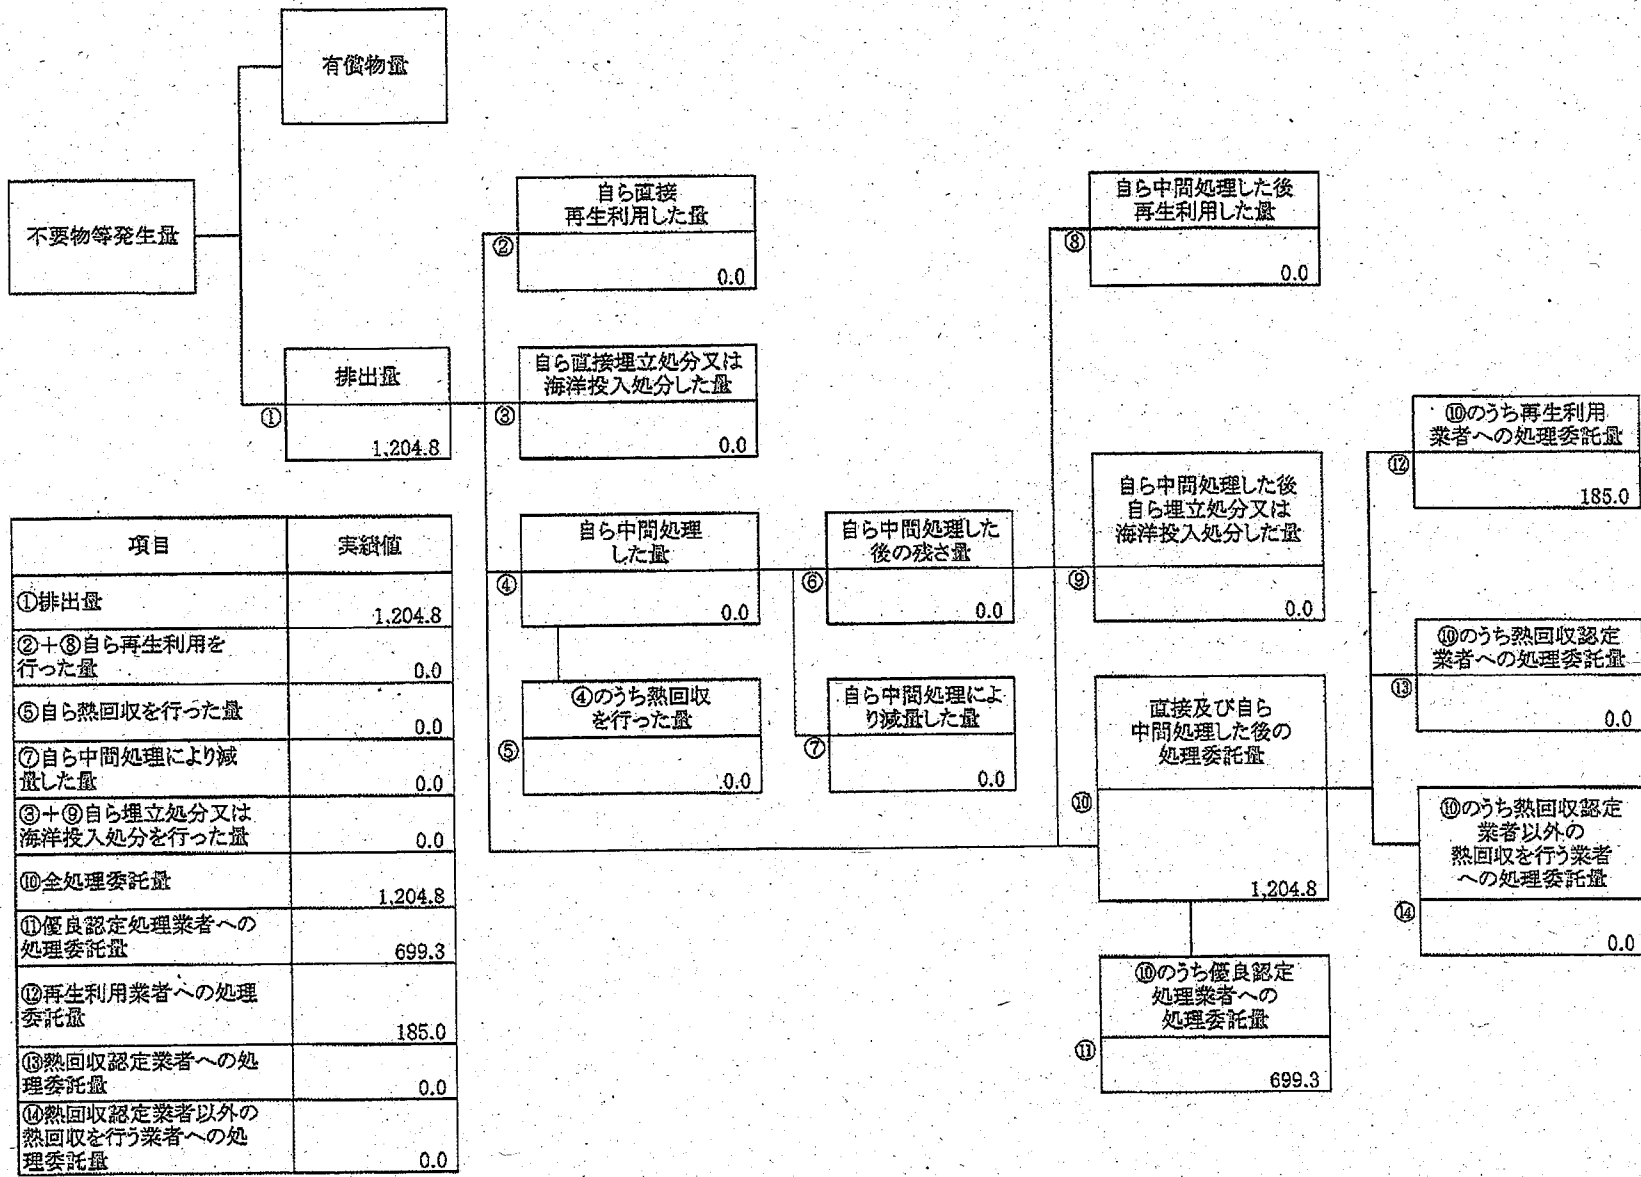 有償物量
不要物等発生量
排出量
①
1,204.8
自ら直接
再生利用した量
②
0.0
自ら直接埋立処分又は
海洋投入処分した量
③
0.0
自ら中間処理
した量
④
0.0
④のうち熱回収
を行った量
⑤
0.0
自ら中間処理した
後の残さ量
⑥
0.0
自ら中間処理によ
り減量した量
⑦
0.0
自ら中間処理した後
再生利用した量
⑧
0.0
自ら中間処理した後
自ら埋立処分又は
海洋投入処分した量
⑨
0.0
直接及び自ら
中間処理した後の
処理委託量
⑩
1,204.8
⑩のうち優良認定
処理業者への
処理委託量
⑪
699.3
⑩のうち再生利用
業者への処理委託量
⑫
185.0
⑩のうち熱回収認定
業者への処理委託量
⑬
0.0
⑩のうち熱回収認定
業者以外の
熱回収を行う業者
への処理委託量
⑭
0.0
項目 実績値
①排出量
1,204.8
②＋⑧自ら再生利用を
行った量 0.0
⑤自ら熱回収を行った量
0.0
⑦自ら中間処理により減
量した量 0.0
③＋⑨自ら埋立処分又は
海洋投入処分を行った量 0.0
⑩全処理委託量
1,204.8
⑪優良認定処理業者への
処理委託量 699.3
⑫再生利用業者への処理
委託量
185.0
⑬熱回収認定業者への処
理委託量 0.0
⑭熱回収認定業者以外の
熱回収を行う業者への処
理委託量 0.0